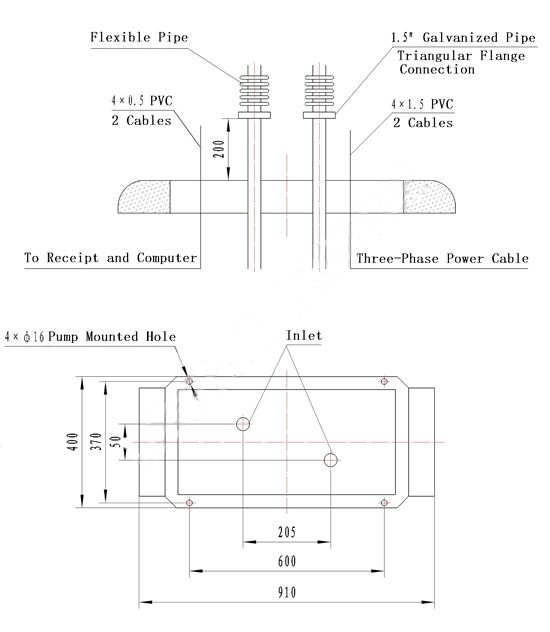 Flexible Pipe
1.5" Galvanized Pipe
Triangular Flange
Connection
4×0.5 PVC
2 Cables
4×1.5 PVC
2 Cables
200
To Receipt and Computer
Three-Phase Power Cable
4×ϕ16 Pump Mounted Hole
Inlet
400
370
50
205
600
910